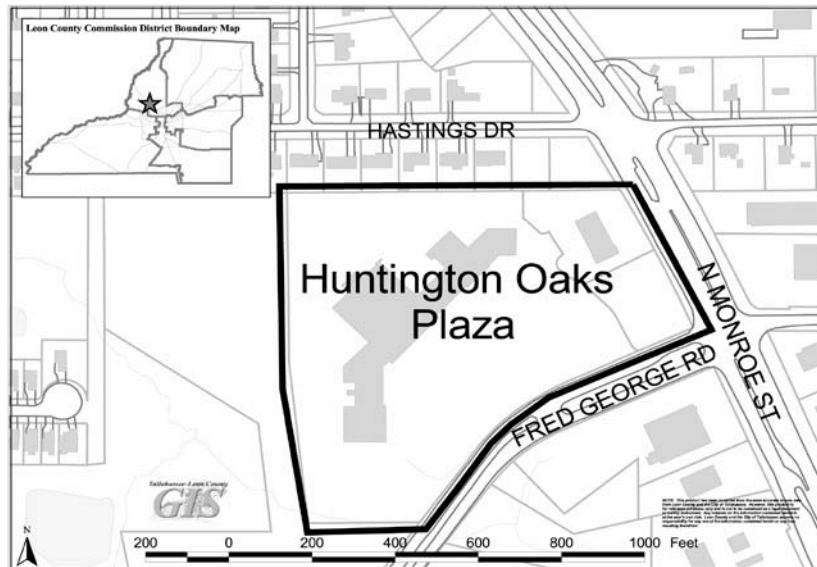 Leon County Commission District Boundary Map
HASTINGS DR
Huntington Oaks
Plaza
N MONROE ST
FRED GEORGE RD
Tallahassee-Leon County
GIS
N
200 0 200 400 600 800 1000 Feet